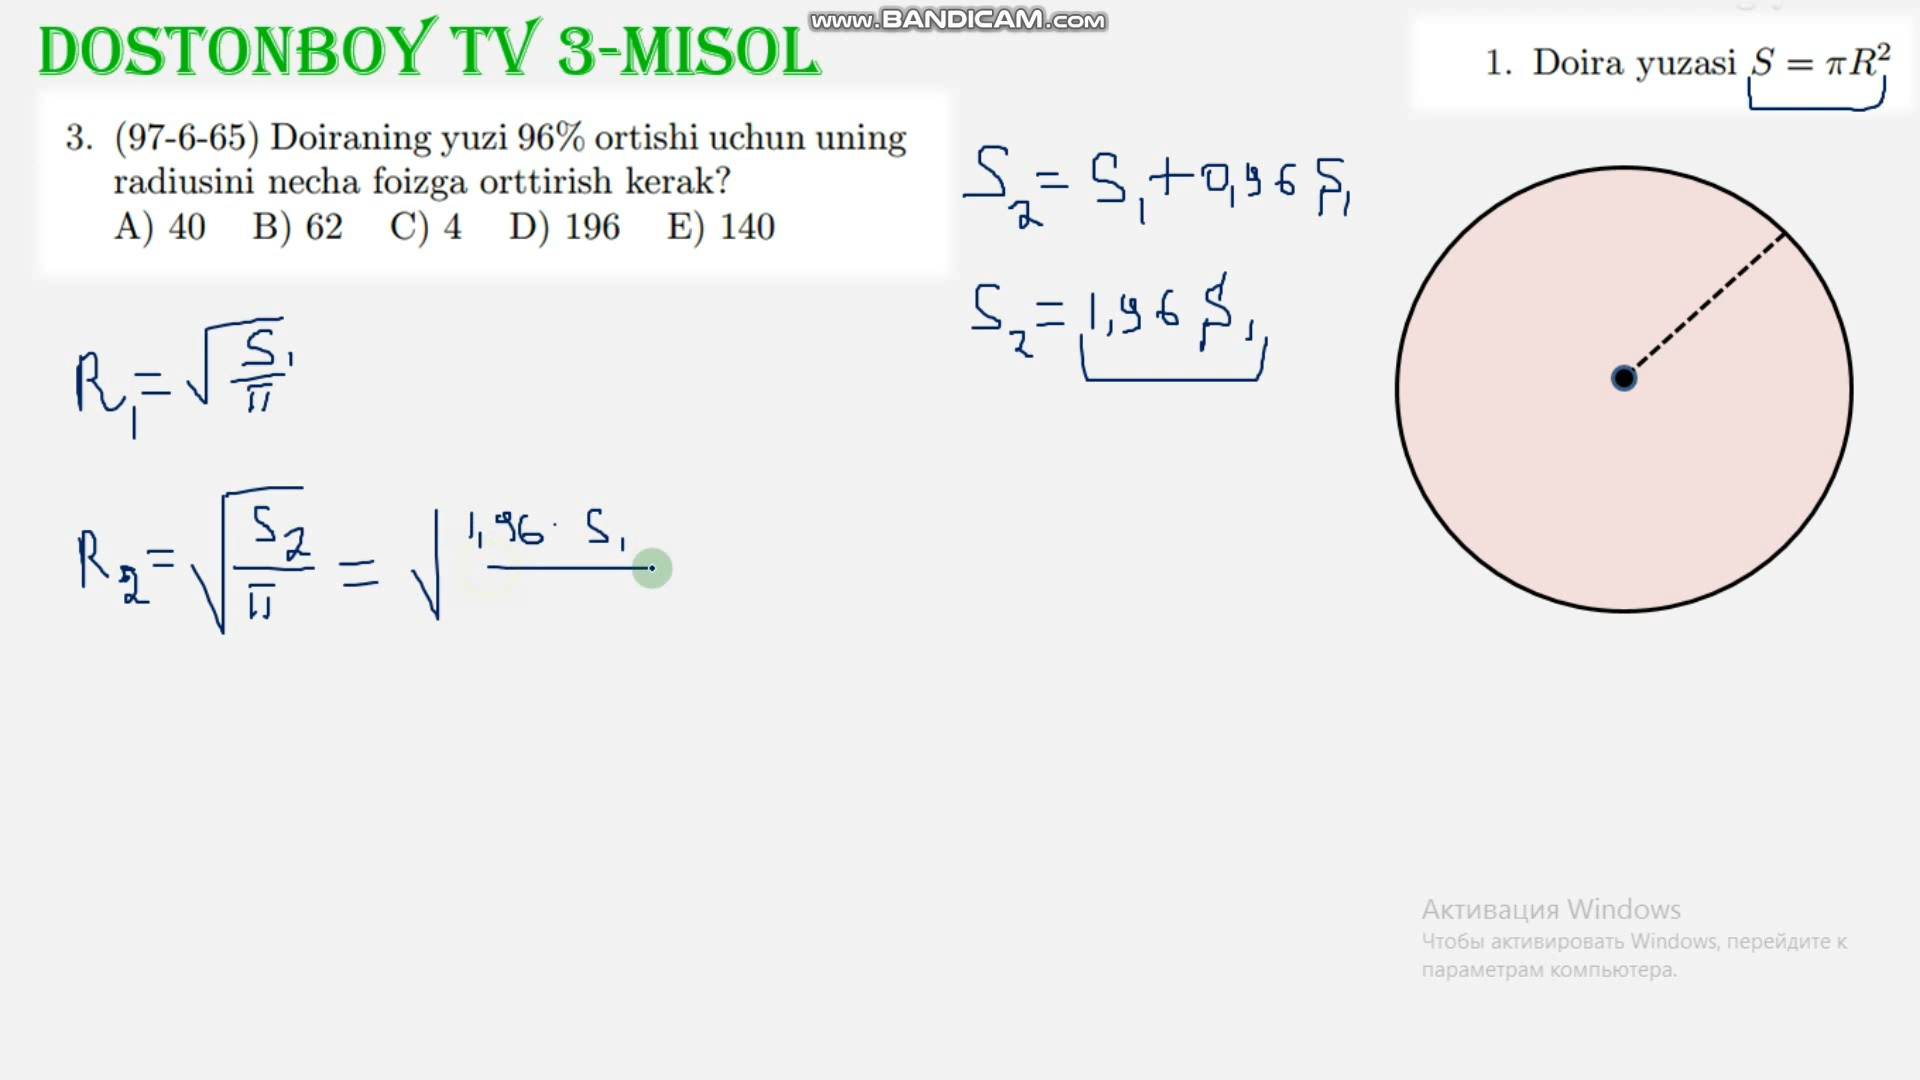 www.BANDICAM.com
DOSTONBOY TV 3-MISOL
1. Doira yuzasi S = πR²
3. (97-6-65) Doiraning yuzi 96% ortishi uchun uning
radiusini necha foizga orttirish kerak?
A) 40 B) 62 C) 4 D) 196 E) 140
S₂ = S₁ + 0,96 S₁
S₂ = 1,96 S₁
R₁ = √(S₁/π)
R₂ = √(S₂/π) = √ 1,96 · S₁
Активация Windows
Чтобы активировать Windows, перейдите к
параметрам компьютера.